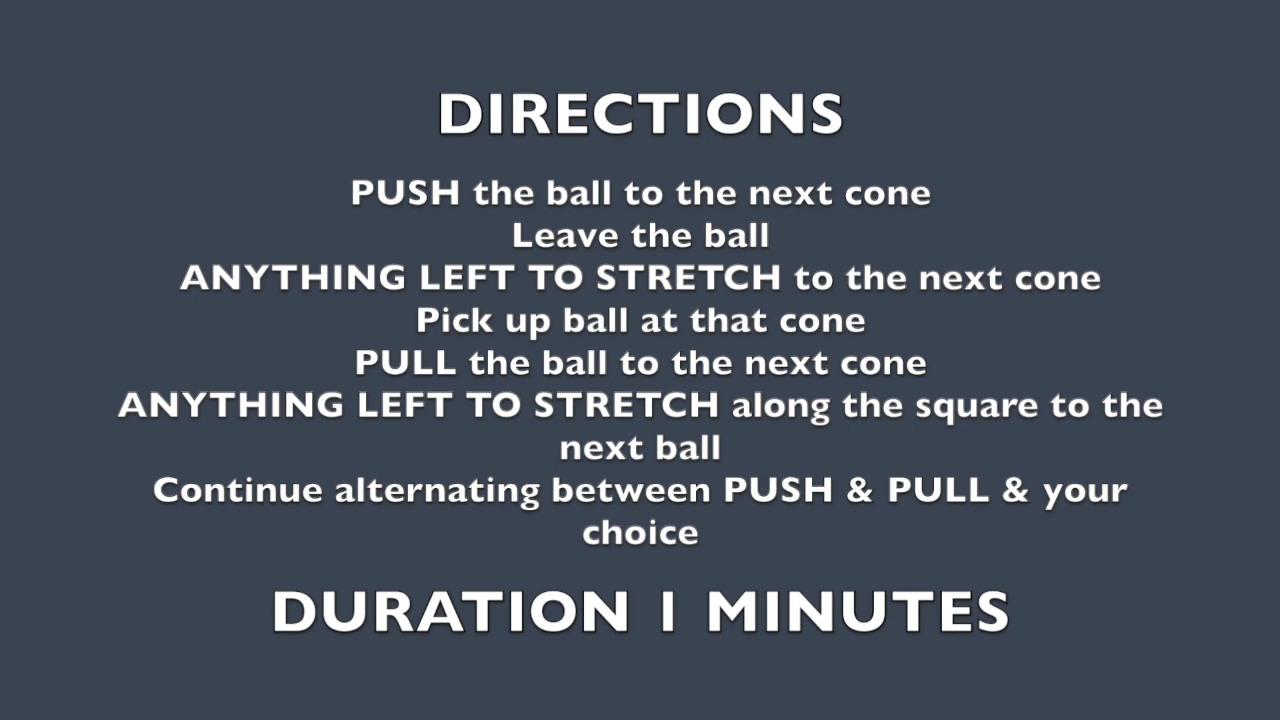 DIRECTIONS
PUSH the ball to the next cone
Leave the ball
ANYTHING LEFT TO STRETCH to the next cone
Pick up ball at that cone
PULL the ball to the next cone
ANYTHING LEFT TO STRETCH along the square to the
next ball
Continue alternating between PUSH & PULL & your
choice
DURATION 1 MINUTES